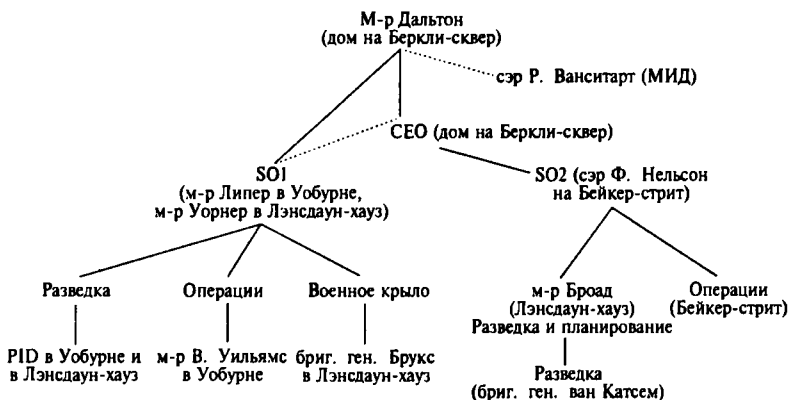 М-р Дальтон
(дом на Беркли-сквер)
сэр Р. Ванситарт (МИД)
СЕО (дом на Беркли-сквер)
SO1
(м-р Липер в Уобурне,
м-р Уорнер в Лэнсдаун-хауз)
SO2 (сэр Ф. Нельсон
на Бейкер-стрит)
Разведка
Операции
Военное крыло
м-р Броад
(Лэнсдаун-хауз)
Разведка и планирование
Операции
(Бейкер-стрит)
PID в Уобурне и
в Лэнсдаун-хауз
м-р В. Уильямс
в Уобурне
бриг. ген. Брукс
в Лэнсдаун-хауз
Разведка
(бриг. ген. ван Катсем)